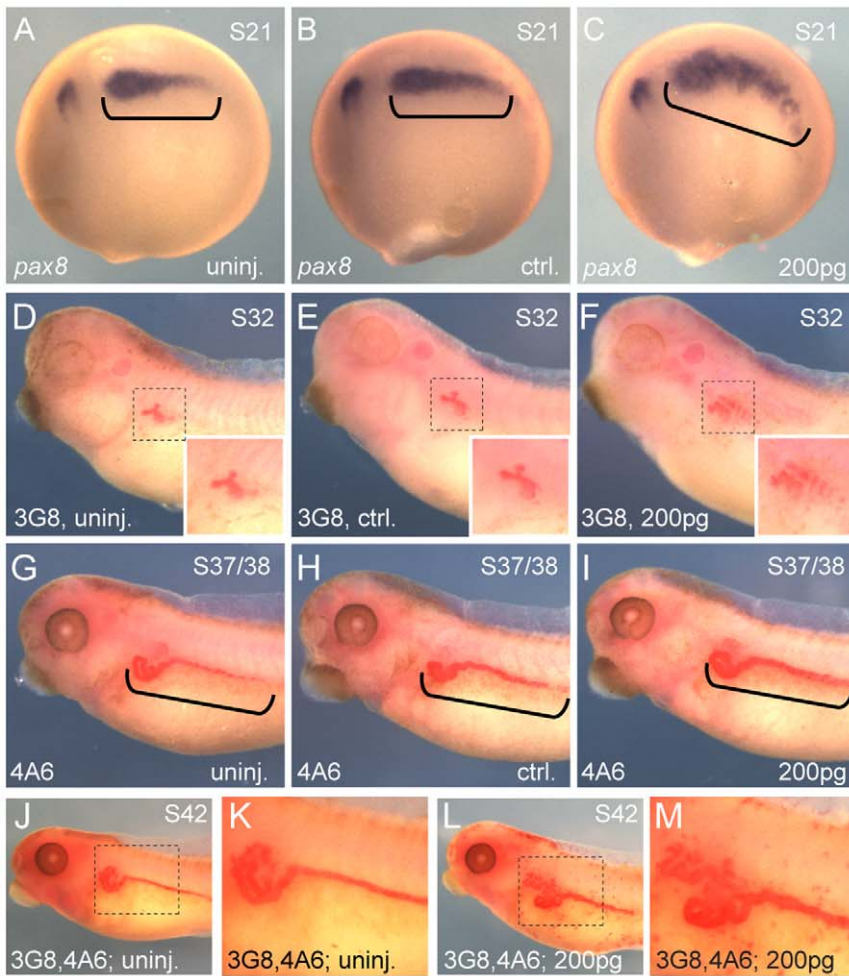 A S21
pax8 uninj.
B S21
pax8 ctrl.
C S21
pax8 200pg
D S32
3G8, uninj.
E S32
3G8, ctrl.
F S32
3G8, 200pg
G S37/38
4A6 uninj.
H S37/38
4A6 ctrl.
I S37/38
4A6 200pg
J S42
3G8,4A6; uninj.
K
3G8,4A6; uninj.
L S42
3G8,4A6; 200pg
M
3G8,4A6; 200pg